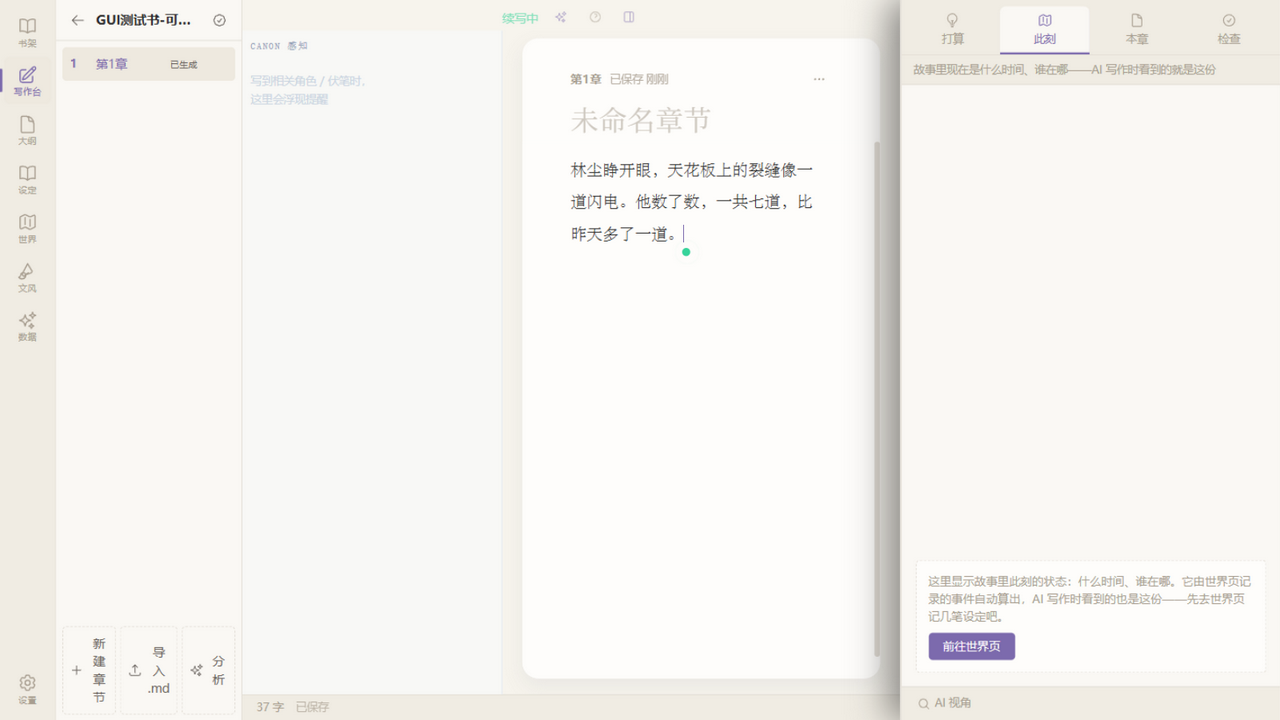 书架
写作台
大纲
设定
世界
文风
数据
设置
GUI测试书-可...
1 第1章 已生成
新建章节
导入.md
分析
续写中
CANON 感知
写到相关角色 / 伏笔时,
这里会浮现提醒
第1章 已保存 刚刚
未命名章节
林尘睁开眼，天花板上的裂缝像一
道闪电。他数了数，一共七道，比
昨天多了一道。
37 字 已保存
打算
此刻
本章
检查
故事里现在是什么时间、谁在哪——AI 写作时看到的就是这份
这里显示故事里此刻的状态：什么时间、谁在哪。它由世界页记
录的事件自动算出，AI 写作时看到的也是这份——先去世界页
记几笔设定吧。
前往世界页
AI 视角